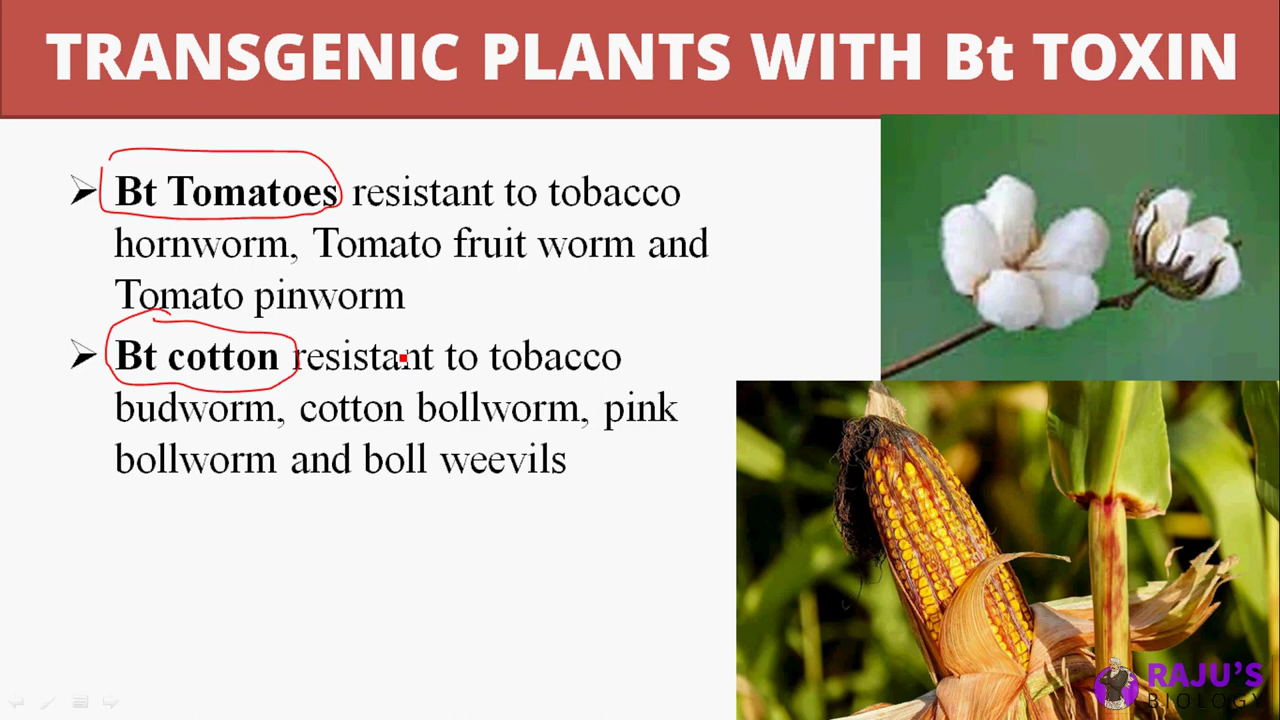 TRANSGENIC PLANTS WITH Bt TOXIN
Bt Tomatoes resistant to tobacco
hornworm, Tomato fruit worm and
Tomato pinworm
Bt cotton resistant to tobacco
budworm, cotton bollworm, pink
bollworm and boll weevils
RAJU'S
BIOLOGY